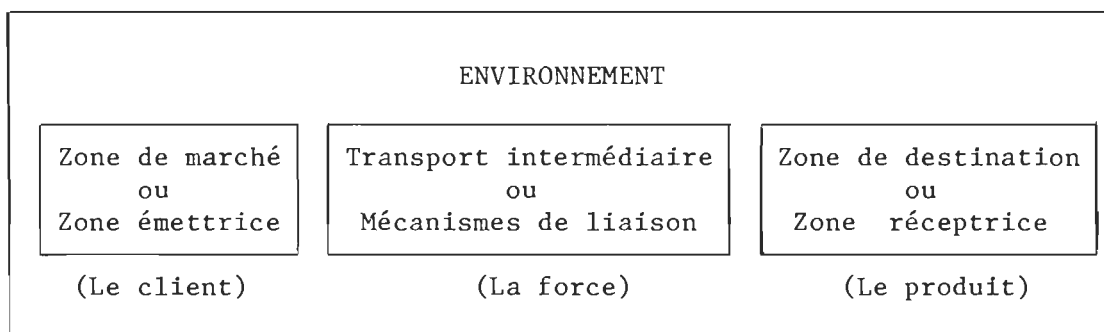 ENVIRONNEMENT
Zone de marché
ou
Zone émettrice
(Le client)
Transport intermédiaire
ou
Mécanismes de liaison
(La force)
Zone de destination
ou
Zone réceptrice
(Le produit)